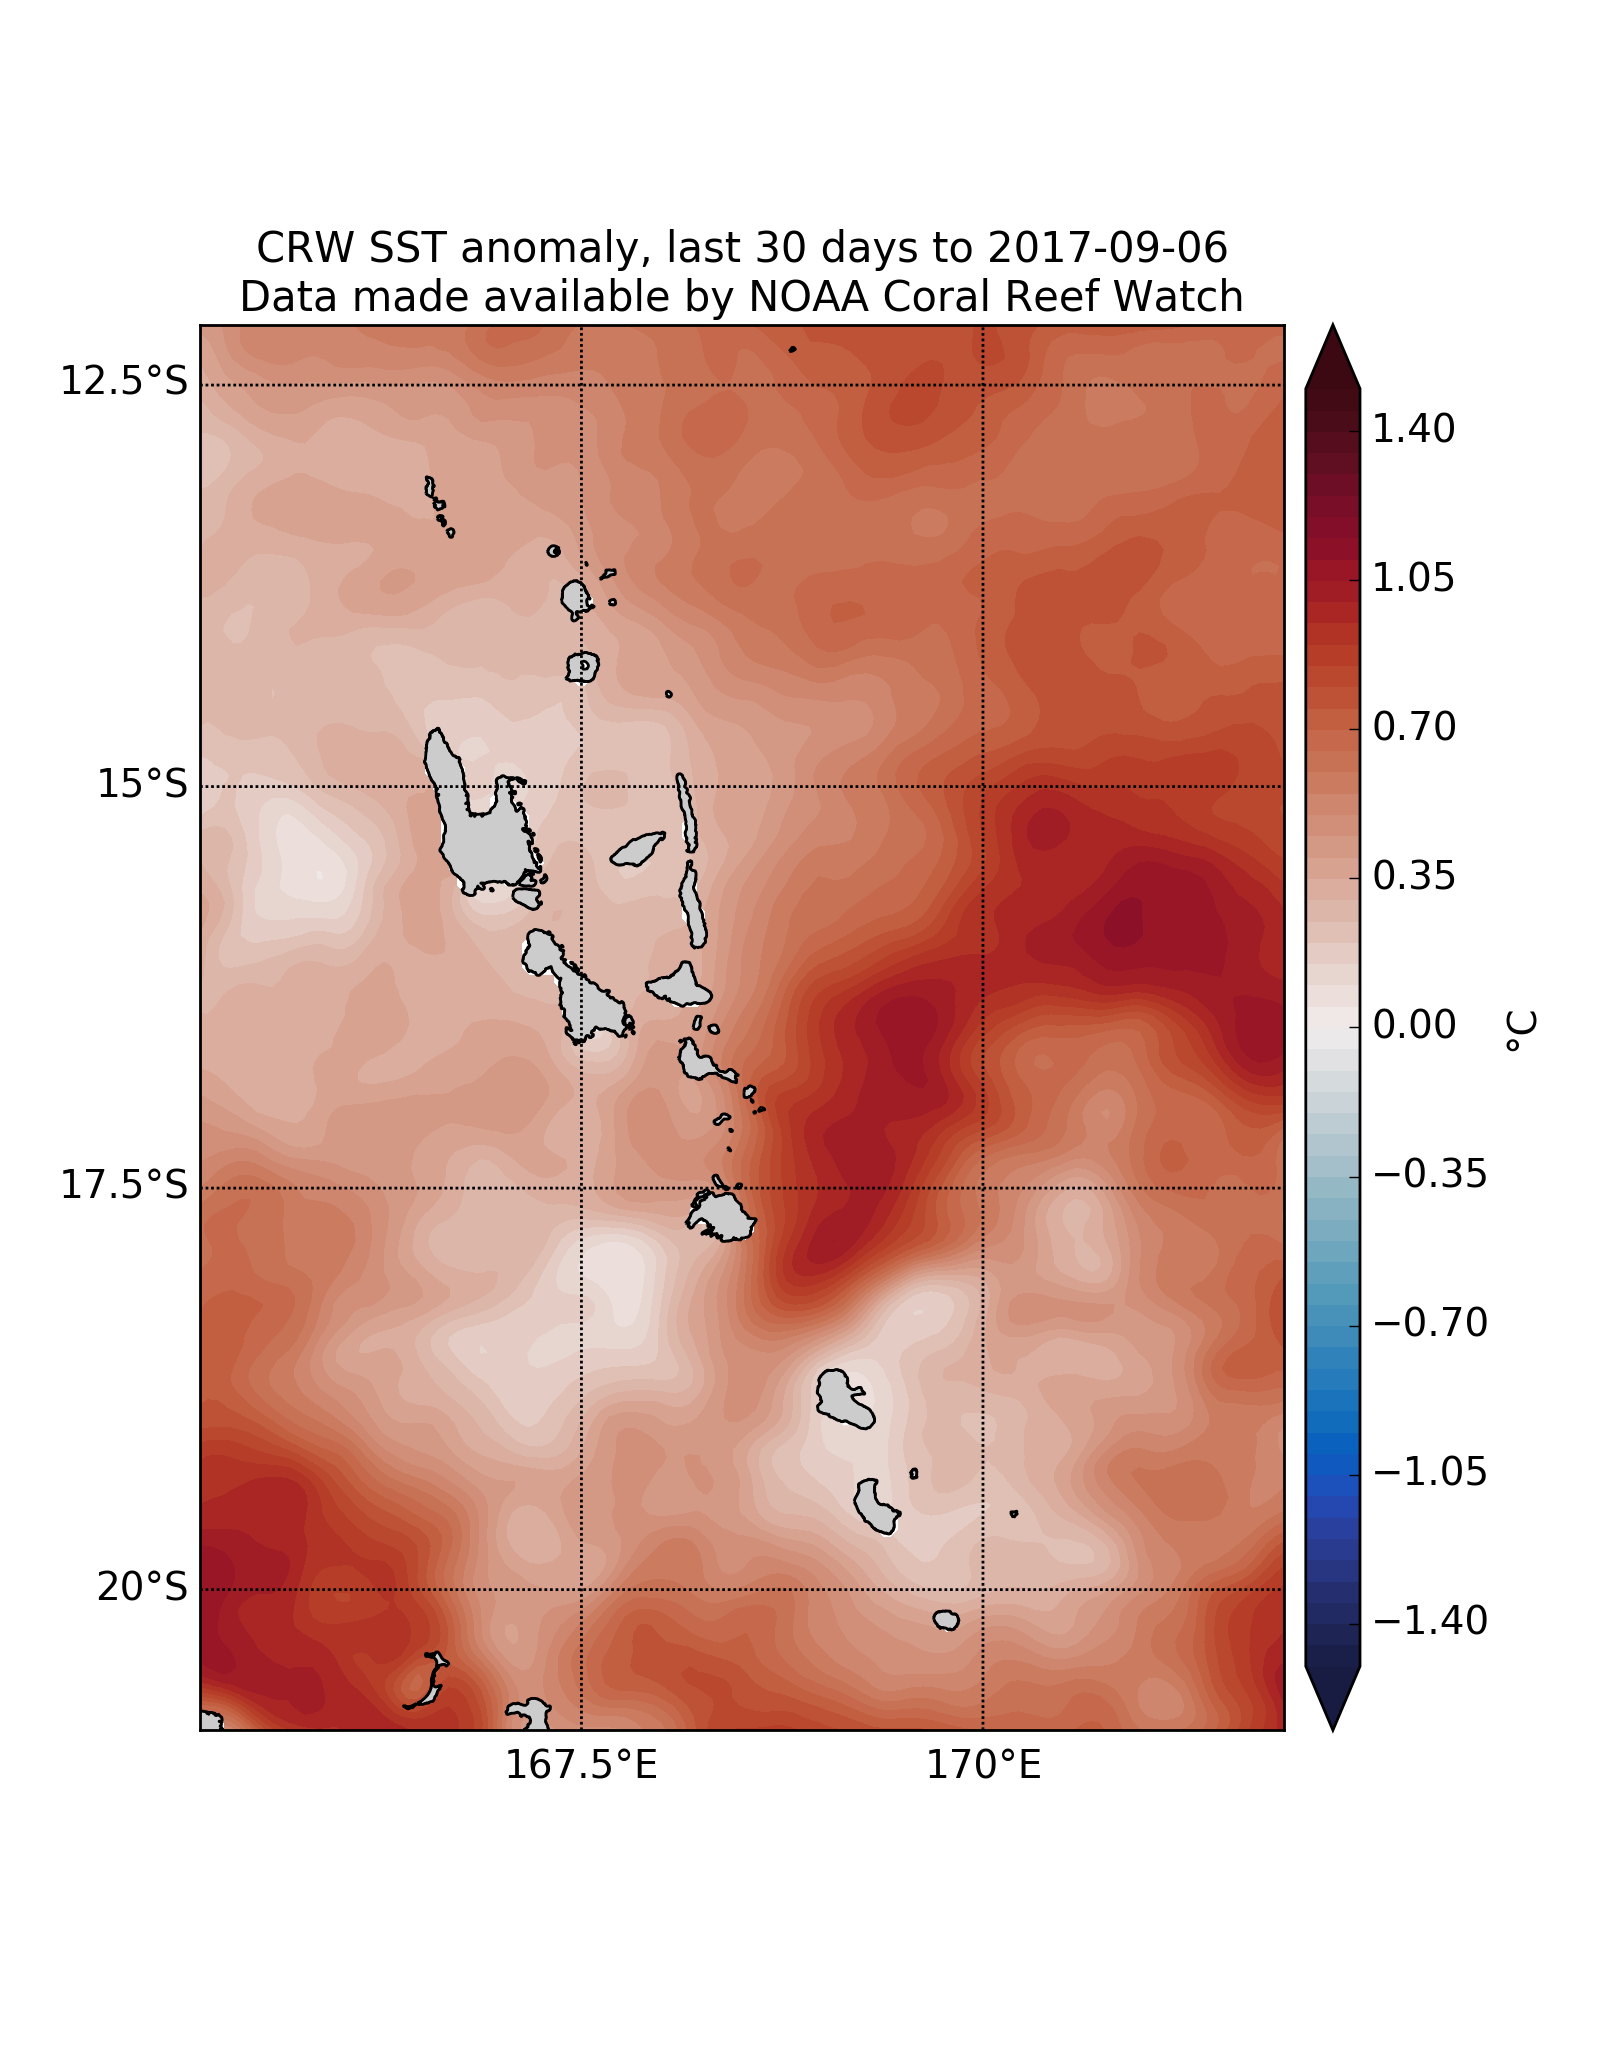 CRW SST anomaly, last 30 days to 2017-09-06
Data made available by NOAA Coral Reef Watch
12.5°S
15°S
17.5°S
20°S
167.5°E
170°E
1.40
1.05
0.70
0.35
0.00
−0.35
−0.70
−1.05
−1.40
°C